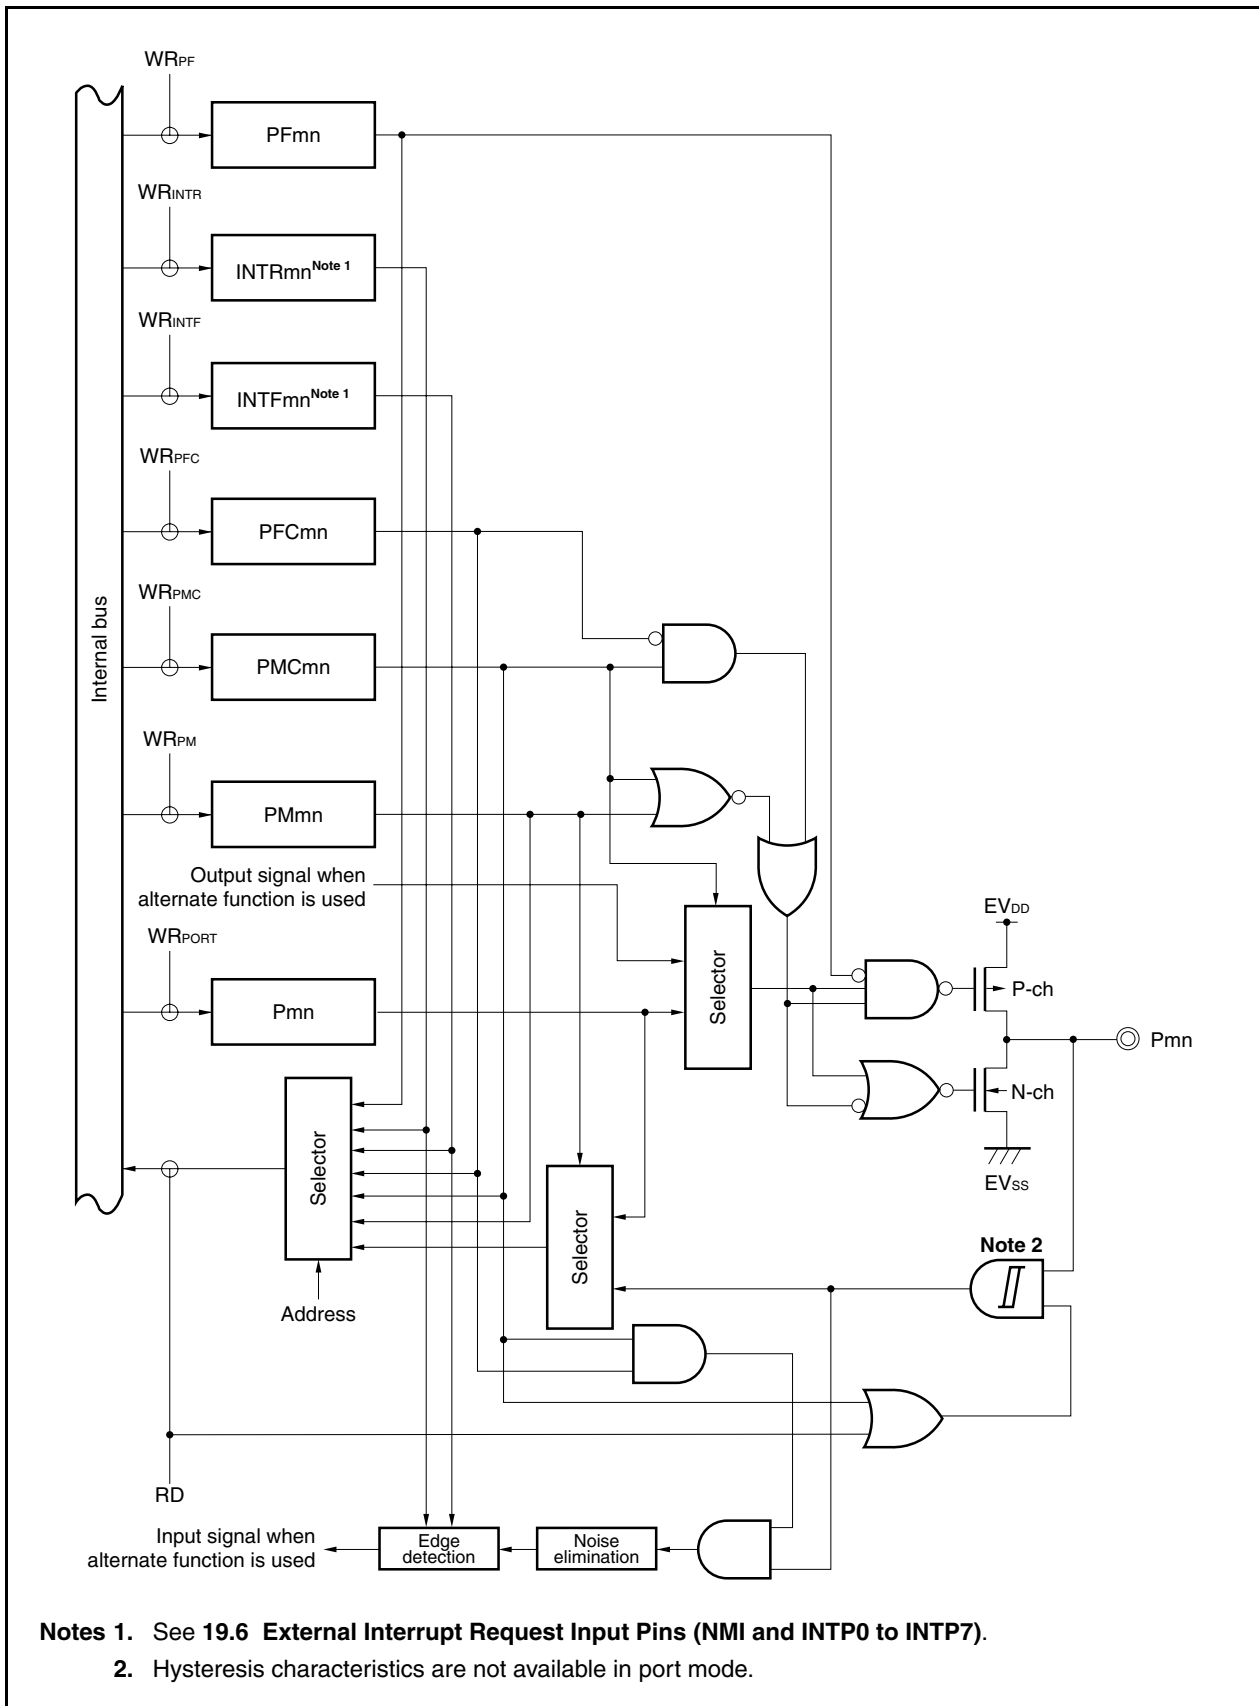 WRPF
PFmn
WRINTR
INTRmnNote 1
WRINTF
INTFmnNote 1
WRPFC
PFCmn
WRPMC
Internal bus
PMCmn
WRPM
PMmn
Output signal when
alternate function is used
WRPORT
Pmn
Selector
EVDD
P-ch
Pmn
N-ch
EVSS
Selector
Selector
Note 2
Address
RD
Input signal when
alternate function is used
Edge
detection
Noise
elimination
Notes 1. See 19.6 External Interrupt Request Input Pins (NMI and INTP0 to INTP7).
2. Hysteresis characteristics are not available in port mode.